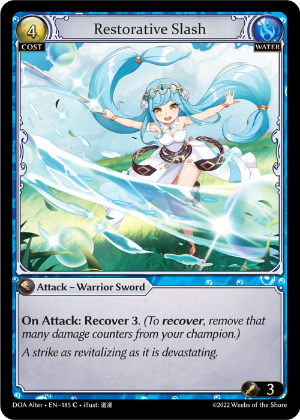 4
COST
Restorative Slash
WATER
Attack – Warrior Sword
On Attack: Recover 3. (To recover, remove that
many damage counters from your champion.)
A strike as revitalizing as it is devastating.
3
DOA Alter • EN-185 C • illust:
©2022 Weebs of the Shore